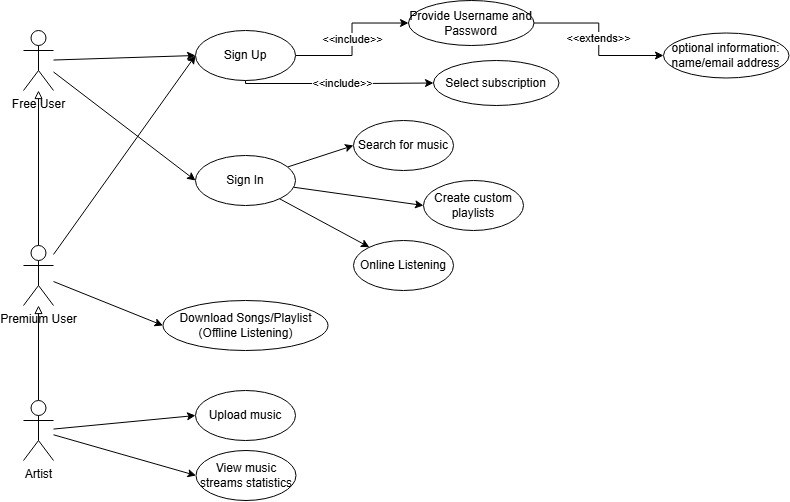 Provide Username and
Password
<<include>>
<<extends>>
optional information:
name/email address
Sign Up
<<include>>
Select subscription
Free User
Search for music
Sign In
Create custom
playlists
Online Listening
Premium User
Download Songs/Playlist
(Offline Listening)
Upload music
Artist
View music
streams statistics